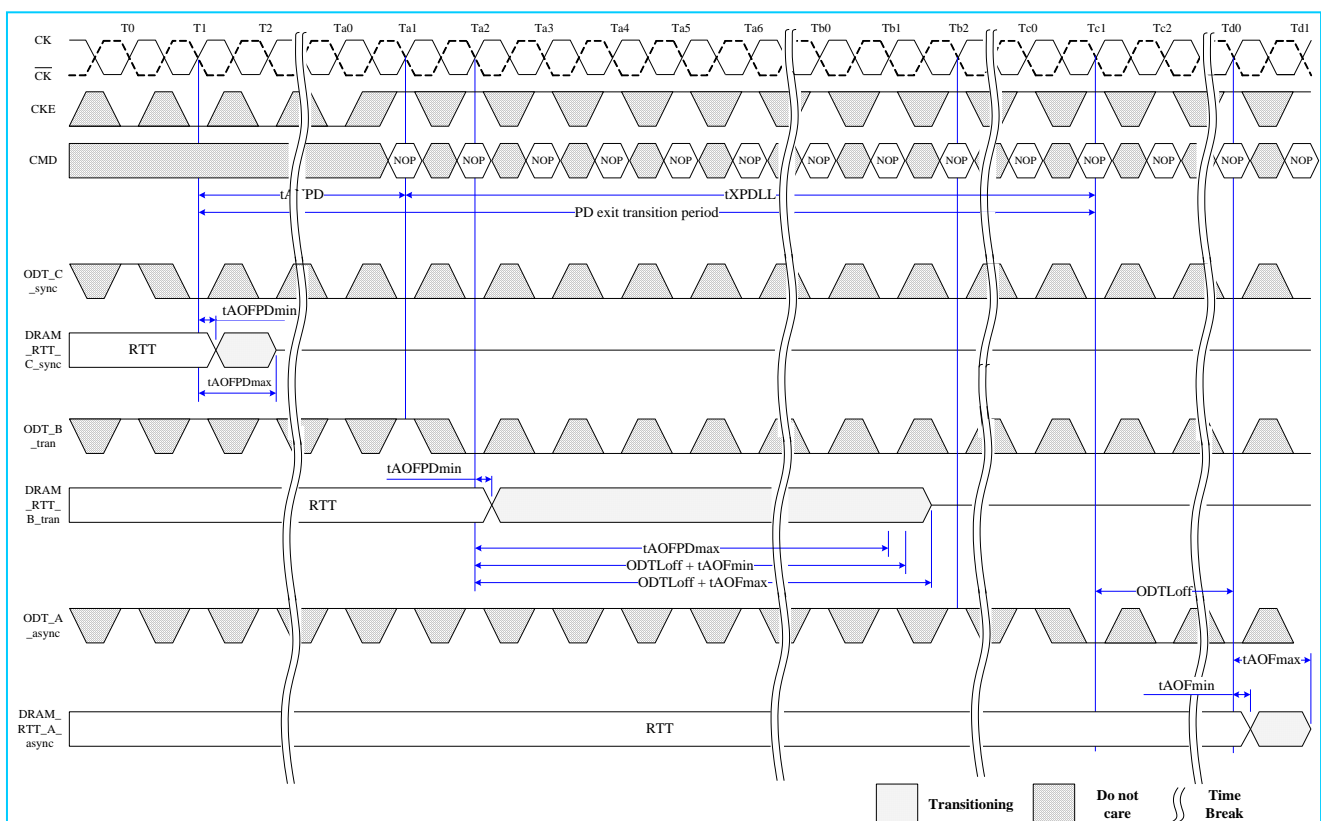 T0 T1 T2 Ta0 Ta1 Ta2 Ta3 Ta4 Ta5 Ta6 Tb0 Tb1 Tb2 Tc0 Tc1 Tc2 Td0 Td1
CK
CK
CKE
CMD
NOP NOP NOP NOP NOP NOP NOP NOP NOP NOP NOP NOP NOP NOP
tXPDLL
PD exit transition period
ODT_C
_sync
tAOFPDmin
DRAM
_RTT_
C_sync
RTT
tAOFPDmax
ODT_B
_tran
tAOFPDmin
DRAM
_RTT_
B_tran
RTT
tAOFPDmax
ODTLoff + tAOFmin
ODTLoff + tAOFmax
ODTLoff
ODT_A
_async
tAOFmax
tAOFmin
DRAM_
RTT_A_
async
RTT
Transitioning
Do not
care
Time
Break